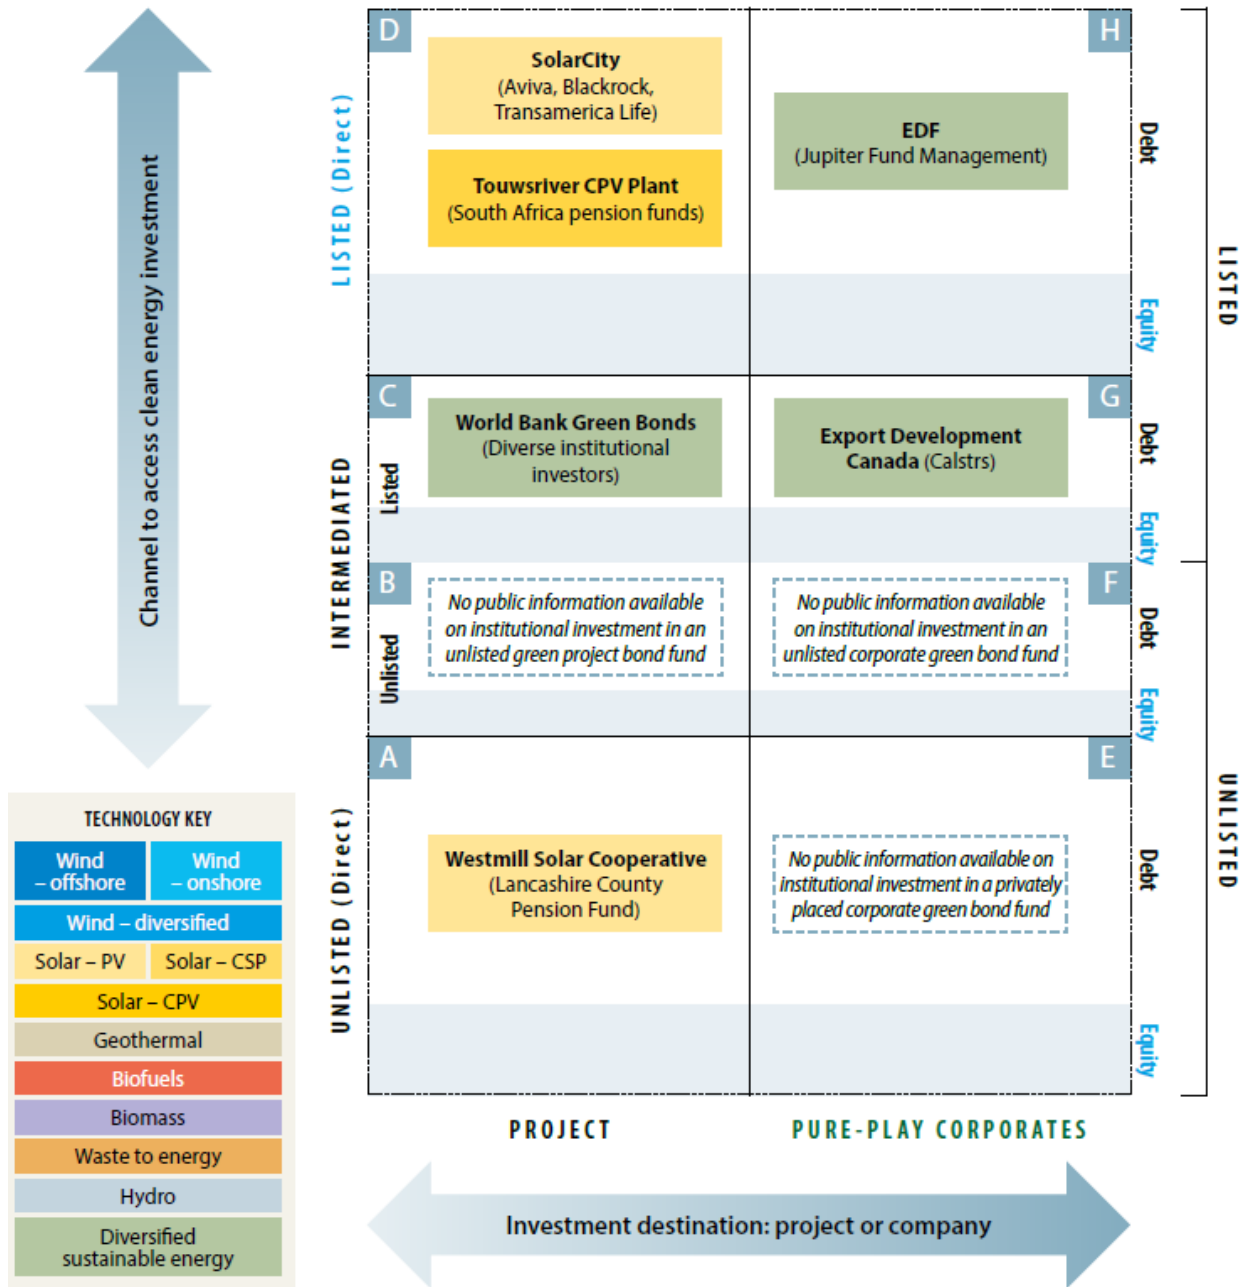 Channel to access clean energy investment
LISTED (Direct)
D
SolarCity
(Aviva, Blackrock,
Transamerica Life)
Touwsriver CPV Plant
(South Africa pension funds)
H
EDF
(Jupiter Fund Management)
Debt
Equity
LISTED
INTERMEDIATED
C
Listed
World Bank Green Bonds
(Diverse institutional
investors)
G
Export Development
Canada (Calstrs)
Debt
Equity
B
Unlisted
No public information available
on institutional investment in an
unlisted green project bond fund
F
No public information available
on institutional investment in an
unlisted corporate green bond fund
Debt
Equity
UNLISTED
UNLISTED (Direct)
A
Westmill Solar Cooperative
(Lancashire County
Pension Fund)
E
No public information available on
institutional investment in a privately
placed corporate green bond fund
Debt
Equity
PROJECT
PURE-PLAY CORPORATES
Investment destination: project or company
TECHNOLOGY KEY
Wind
– offshore
Wind
– onshore
Wind – diversified
Solar – PV
Solar – CSP
Solar – CPV
Geothermal
Biofuels
Biomass
Waste to energy
Hydro
Diversified
sustainable energy